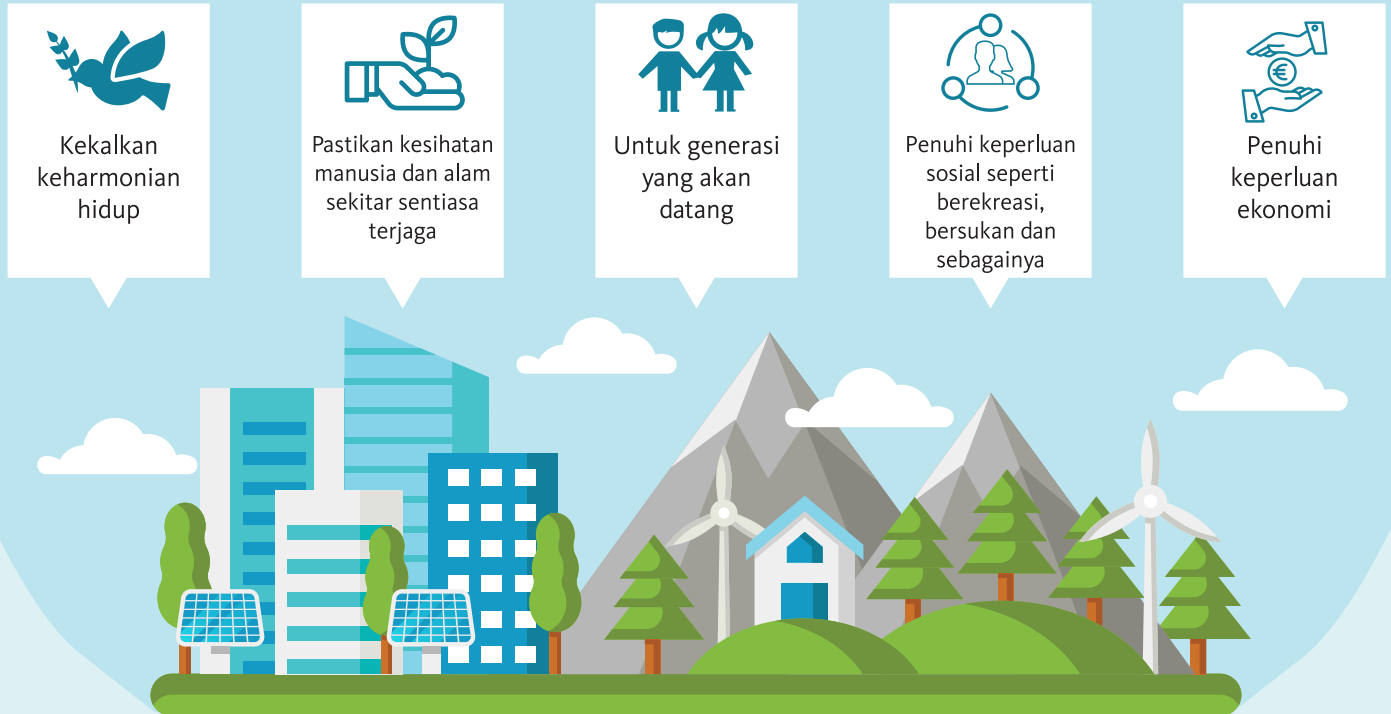 Kekalkan
keharmonian
hidup
Pastikan kesihatan
manusia dan alam
sekitar sentiasa
terjaga
Untuk generasi
yang akan
datang
Penuhi keperluan
sosial seperti
berekreasi,
bersukan dan
sebagainya
€
Penuhi
keperluan
ekonomi